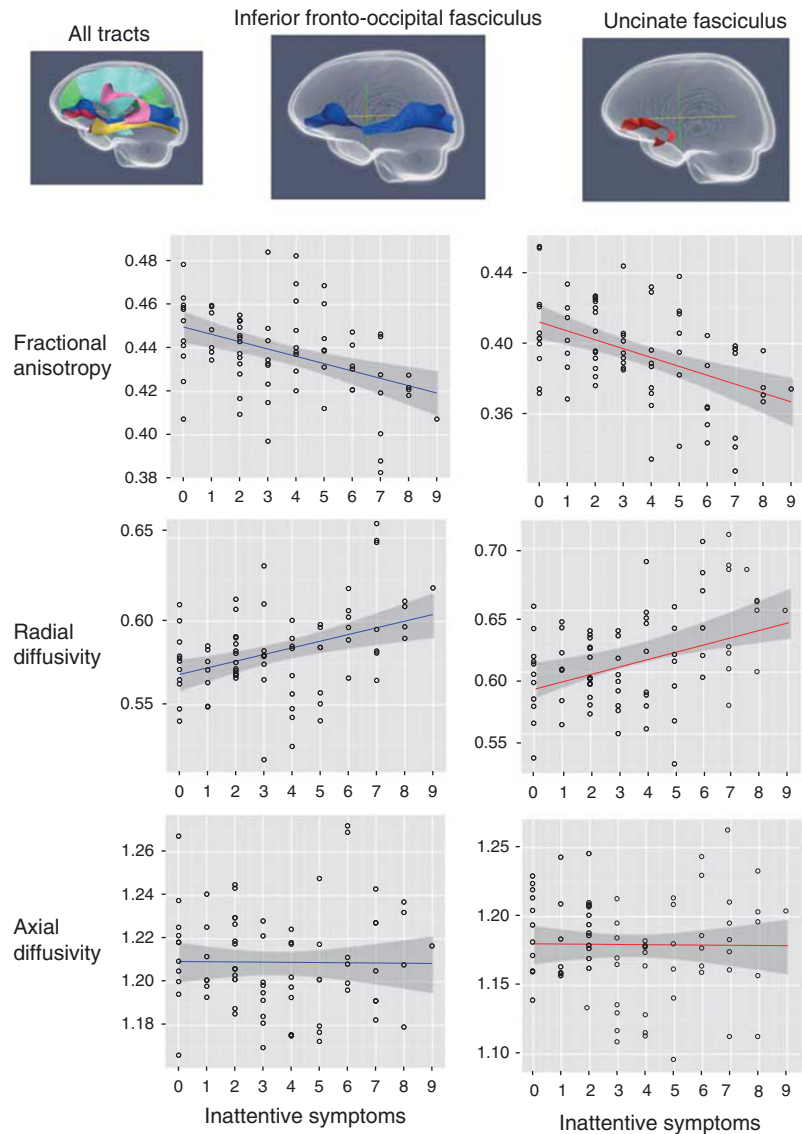 All tracts
Inferior fronto-occipital fasciculus
Uncinate fasciculus
Fractional
anisotropy
0.48
0.46
0.44
0.42
0.40
0.38
0 1 2 3 4 5 6 7 8 9
0.44
0.40
0.36
0 1 2 3 4 5 6 7 8 9
Radial
diffusivity
0.65
0.60
0.55
0 1 2 3 4 5 6 7 8 9
0.70
0.65
0.60
0.55
0 1 2 3 4 5 6 7 8 9
Axial
diffusivity
1.26
1.24
1.22
1.20
1.18
0 1 2 3 4 5 6 7 8 9
Inattentive symptoms
1.25
1.20
1.15
1.10
0 1 2 3 4 5 6 7 8 9
Inattentive symptoms